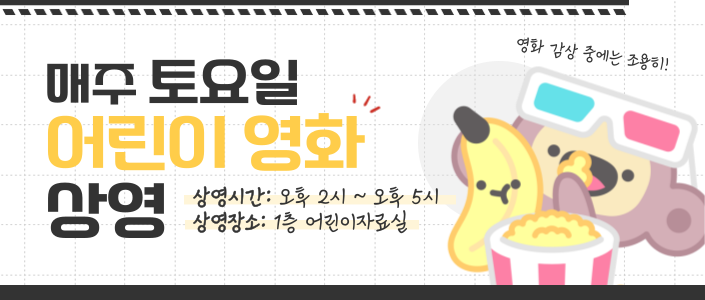 영화 감상 중에는 조용히!
매주 토요일
어린이 영화
상영
상영시간: 오후 2시 ~ 오후 5시
상영장소: 1층 어린이자료실